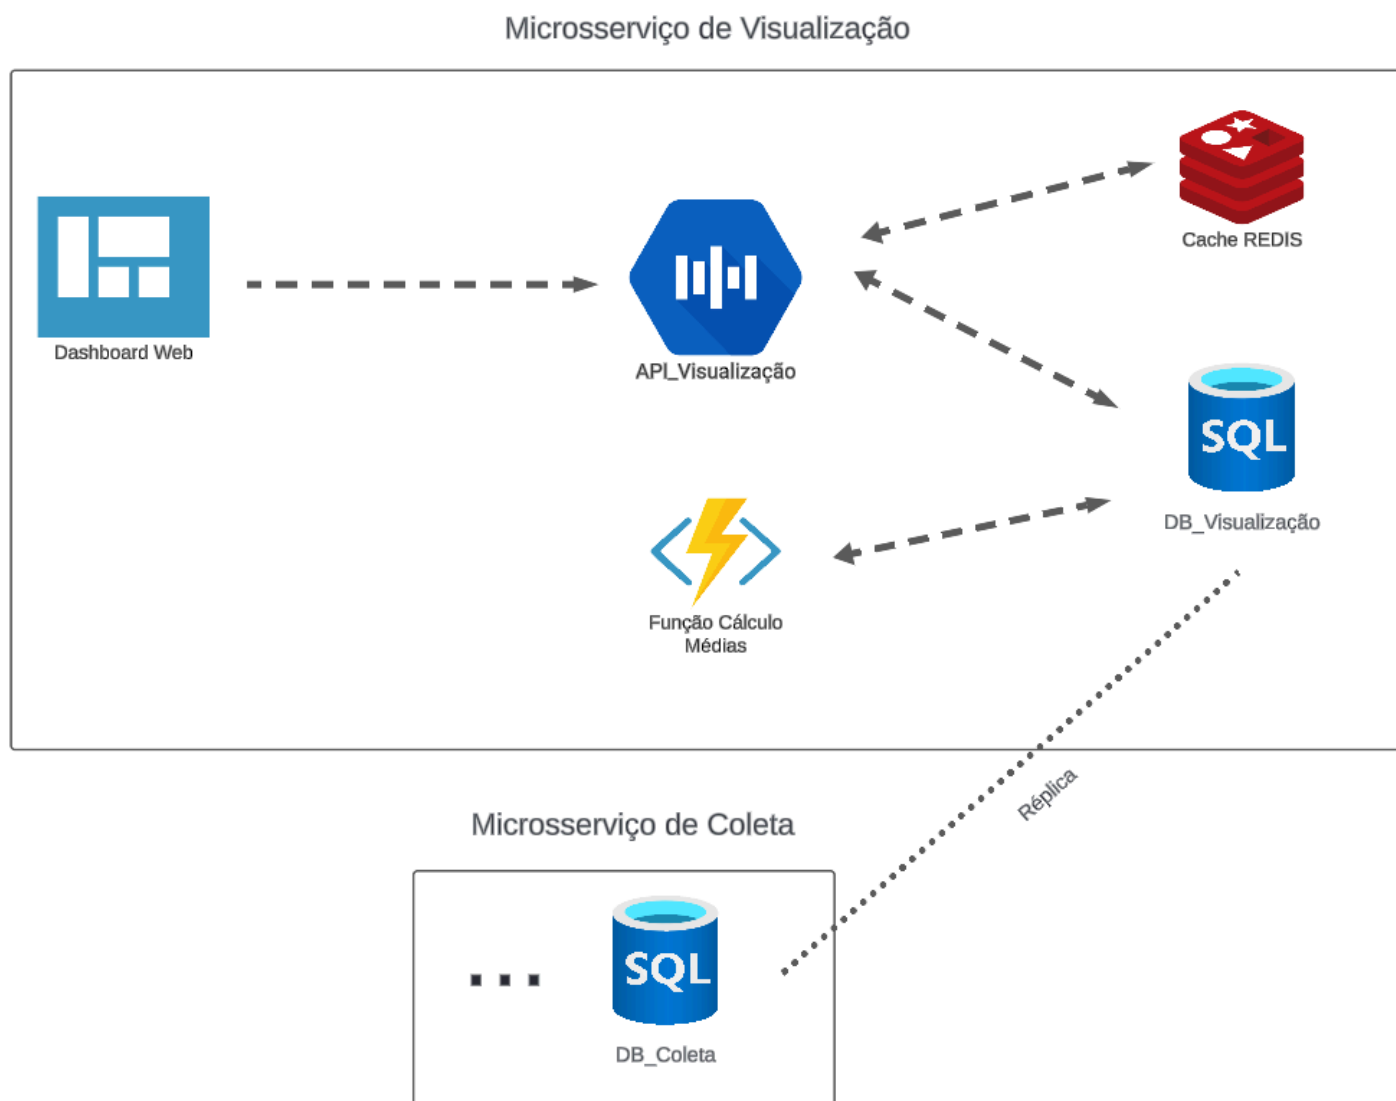 Microsserviço de Visualização
Cache REDIS
Dashboard Web
API_Visualização
SQL
DB_Visualização
Função Cálculo
Médias
Réplica
Microsserviço de Coleta
...
SQL
DB_Coleta